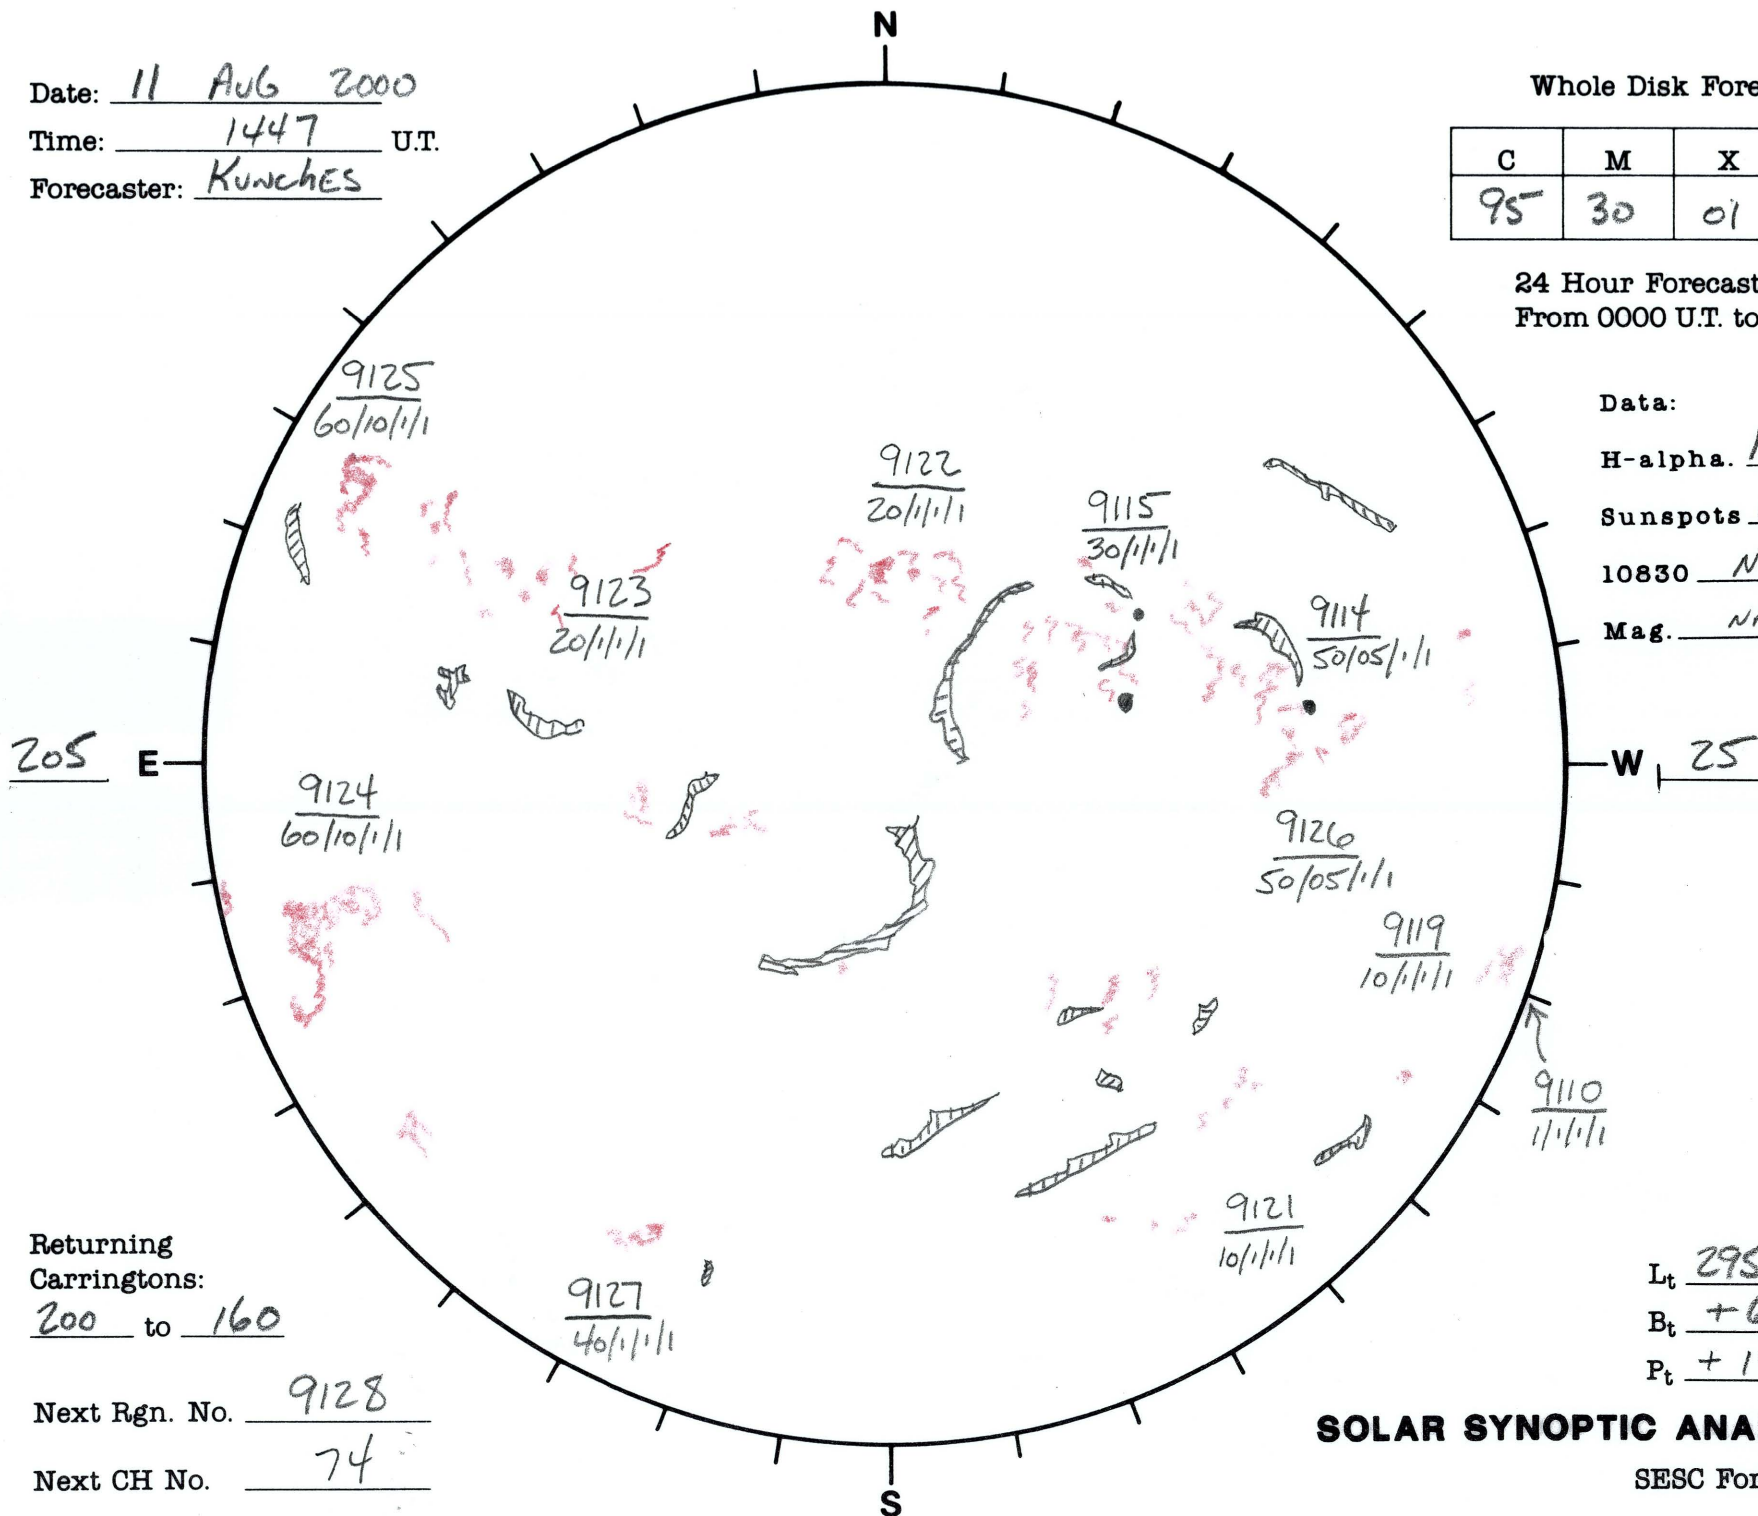 N
Date: 11 AUG 2000
Time: 1447 U.T.
Forecaster: KUNCHES
Whole Disk Fore
C M X
95 30 01
24 Hour Forecast
From 0000 U.T. to
Data:
H-alpha.
Sunspots
10830
Mag.
9125
60/10/1/1
9122
20/1/1/1
9115
30/1/1/1
9123
20/1/1/1
9114
50/05/1/1
205 E
W 25
9124
60/10/1/1
9126
50/05/1/1
9119
10/1/1/1
9110
1/1/1/1
9121
10/1/1/1
9127
40/1/1/1
Returning
Carringtons:
200 to 160
Next Rgn. No. 9128
Next CH No. 74
Lt 295
Bt +6
Pt +1
SOLAR SYNOPTIC ANA
SESC For
S